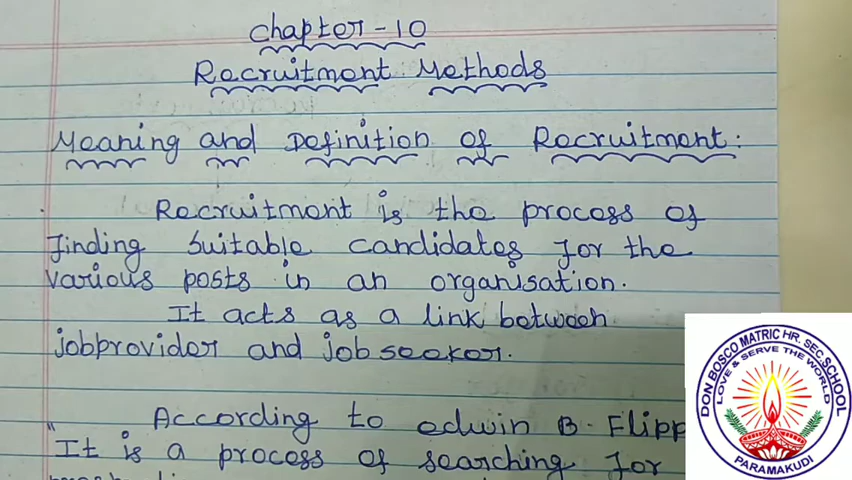 chapter-10
Recruitment Methods
Meaning and Definition of Recruitment:
Recruitment is the process of
finding suitable candidates for the
various posts in an organisation.
It acts as a link between
jobprovider and job seeker.
According to edwin B. Flipp
"It is a process of searching for
DON BOSCO MATRIC HR. SEC. SCHOOL
LOVE & SERVE THE WORLD
PARAMAKUDI